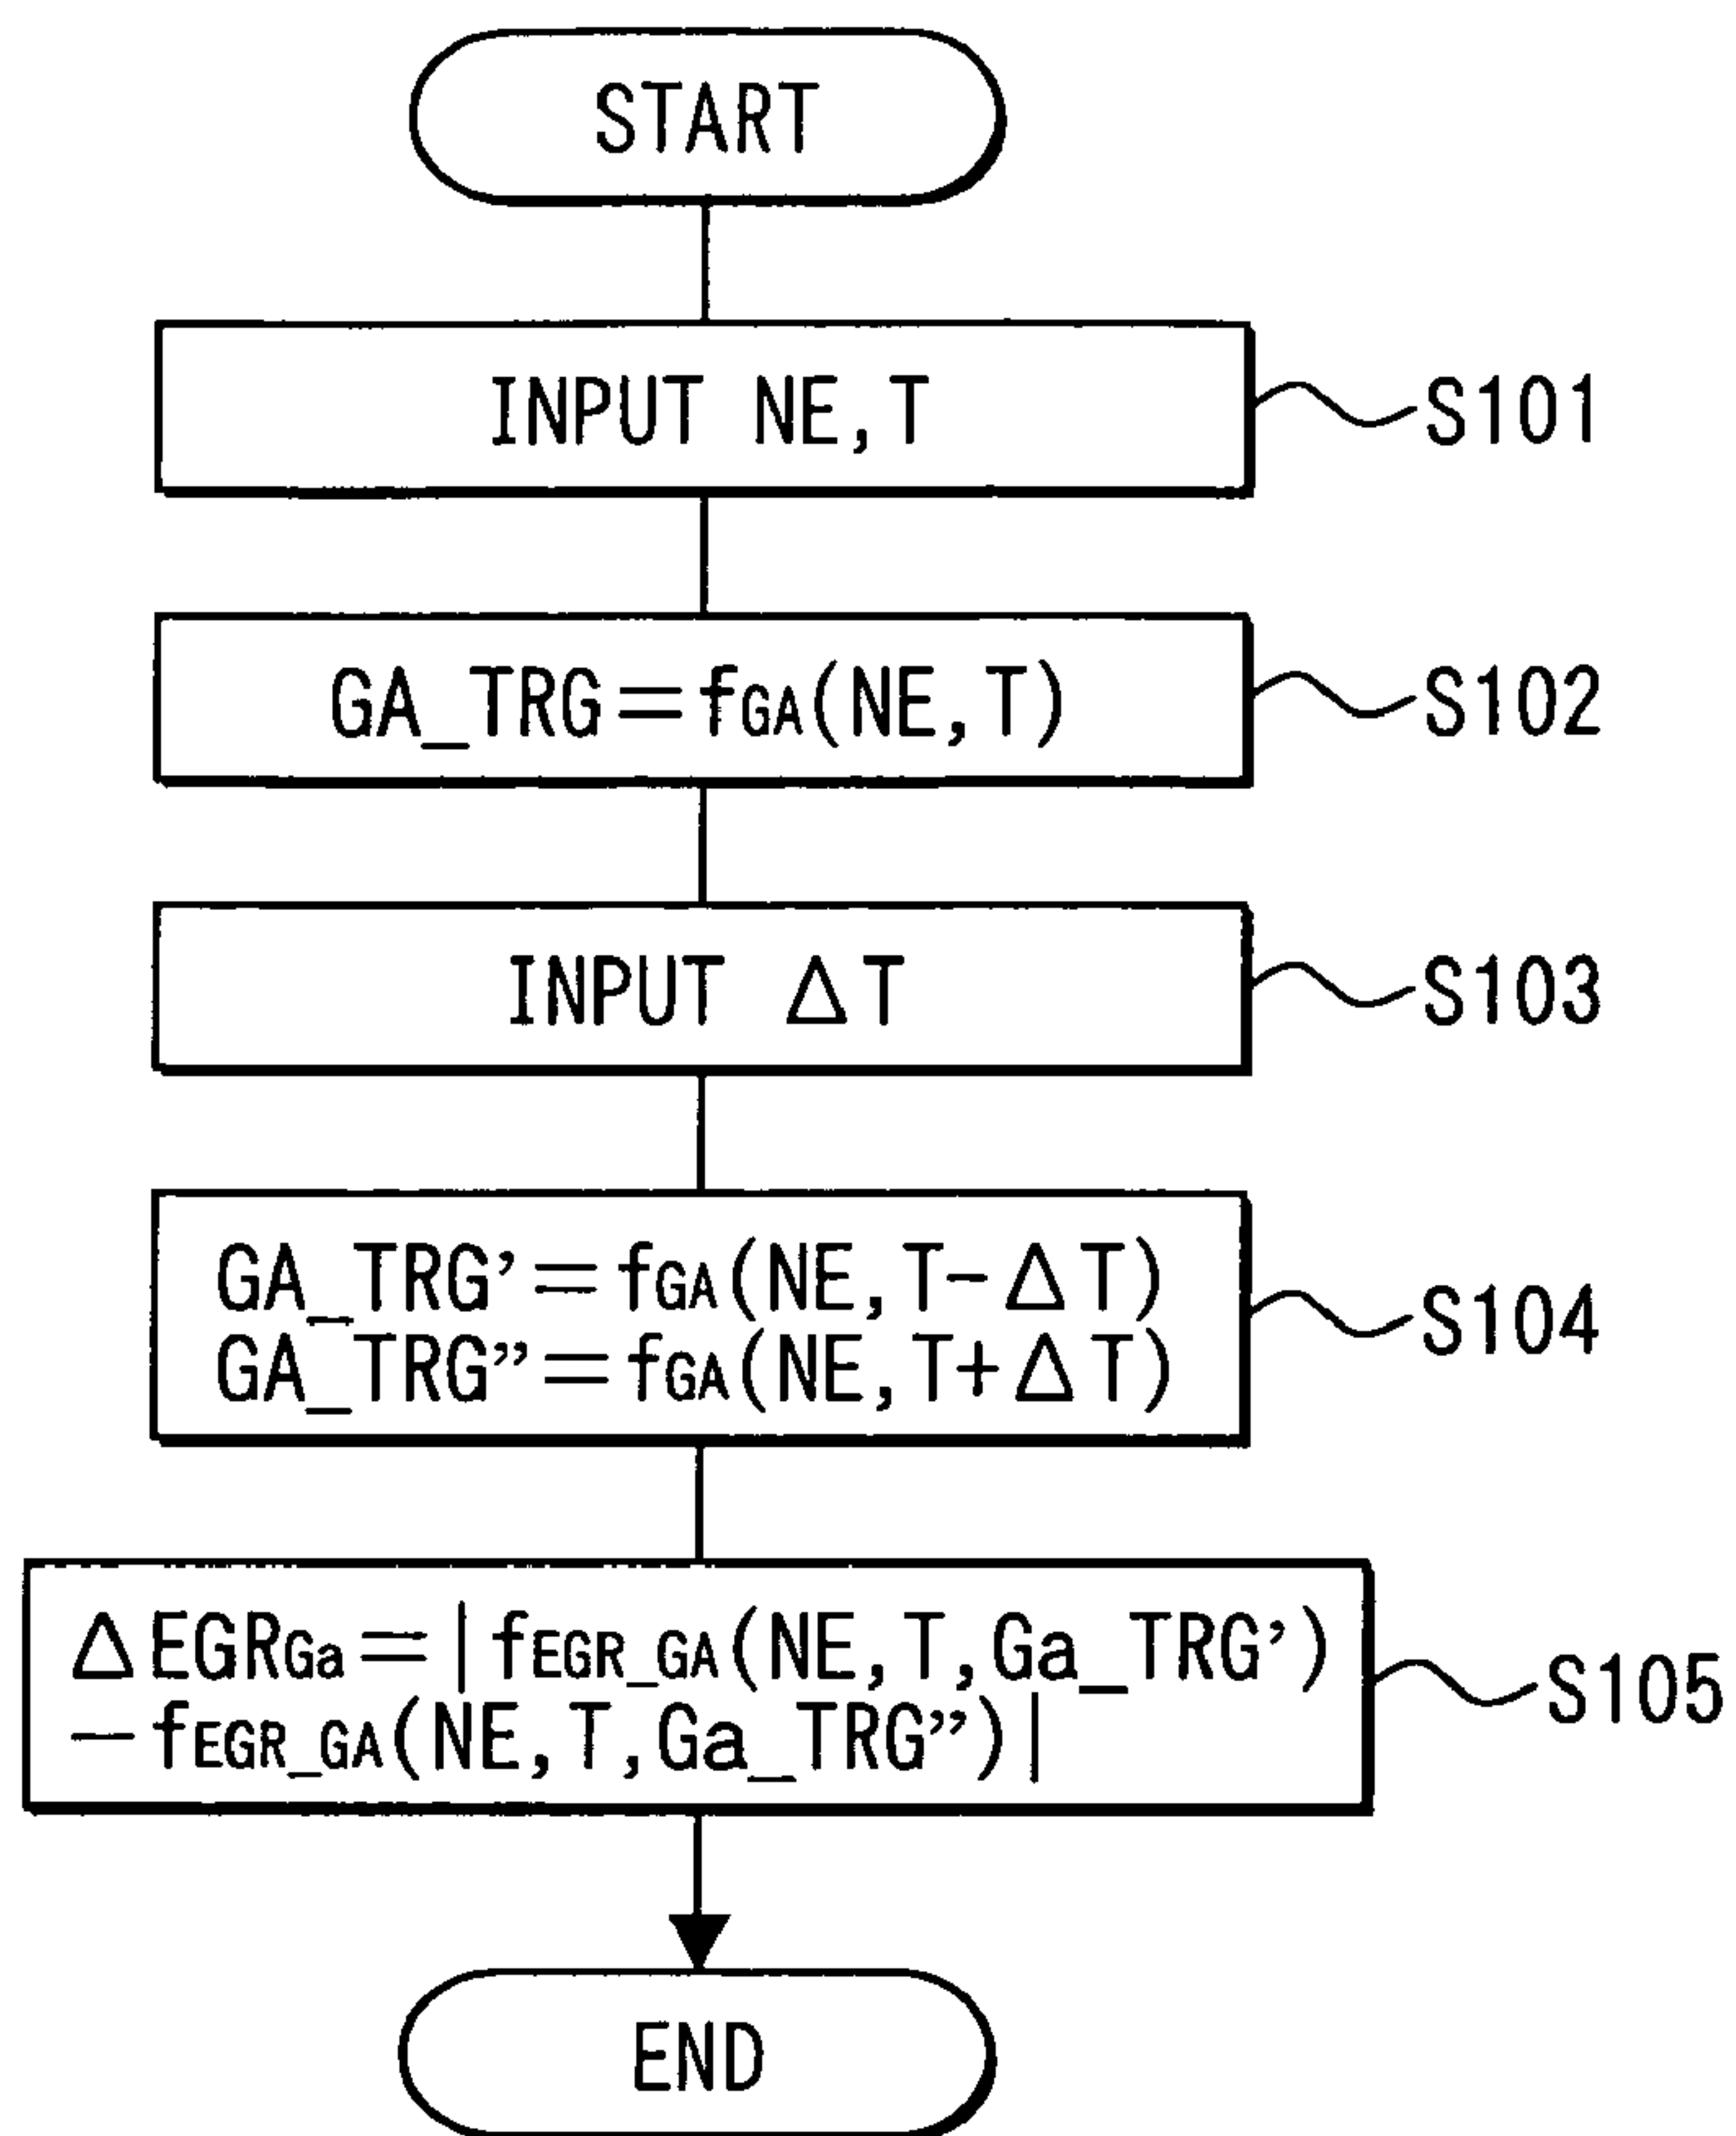 START
INPUT NE,T S101
GA_TRG=fGA(NE,T) S102
INPUT ΔT S103
GA_TRG’=fGA(NE,T-ΔT)
GA_TRG”=fGA(NE,T+ΔT)
S104
ΔEGRGa=|fEGR_GA(NE,T,Ga_TRG’)
-fEGR_GA(NE,T,Ga_TRG”)|
S105
END